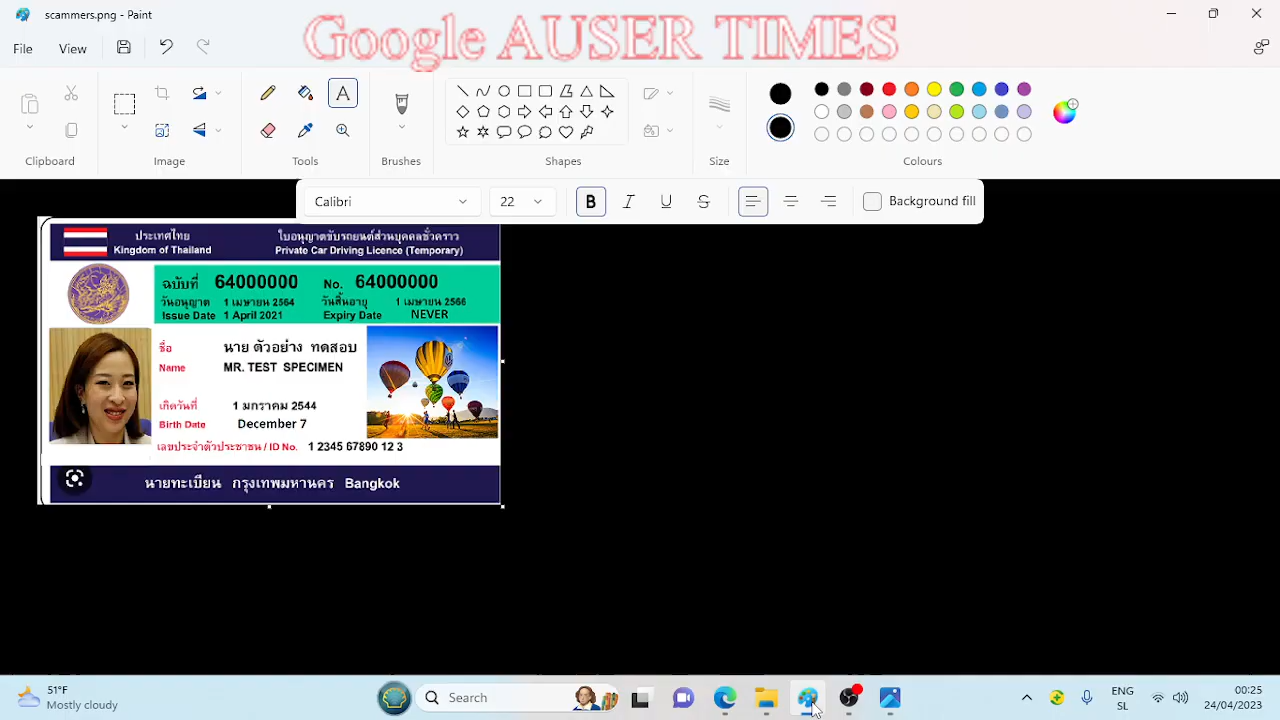 scammers.png - Paint
Google AUSER TIMES
File
View
Clipboard
Image
Tools
Brushes
Shapes
Size
Colours
Calibri
22
B
I
U
S
Background fill
ประเทศไทย
ใบอนุญาตขับรถยนต์ส่วนบุคคลชั่วคราว
Kingdom of Thailand
Private Car Driving Licence (Temporary)
ฉบับที่ 64000000 No. 64000000
วันอนุญาต 1 เมษายน 2564 วันสิ้นอายุ 1 เมษายน 2566
Issue Date 1 April 2021 Expiry Date NEVER
ชื่อ นาย ตัวอย่าง ทดสอบ
Name MR. TEST SPECIMEN
เกิดวันที่ 1 มกราคม 2544
Birth Date December 7
เลขประจำตัวประชาชน / ID No. 1 2345 67890 12 3
นายทะเบียน กรุงเทพมหานคร Bangkok
51°F
Mostly cloudy
Search
ENG
SL
00:25
24/04/2023